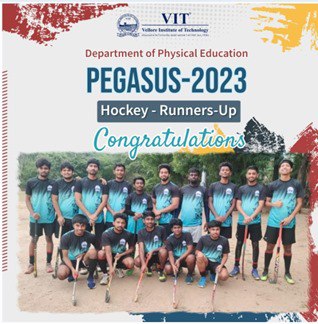 VIT
Vellore Institute of Technology
Department of Physical Education
PEGASUS-2023
Hockey - Runners-Up
Congratulations